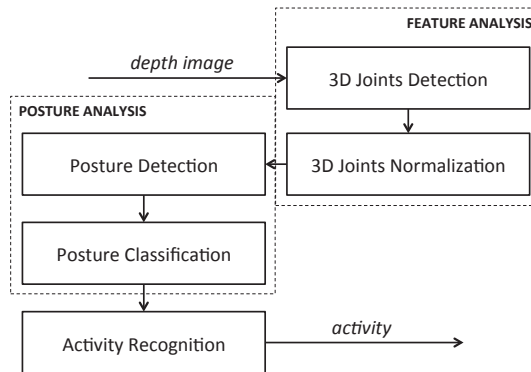 FEATURE ANALYSIS
depth image
3D Joints Detection
POSTURE ANALYSIS
Posture Detection
3D Joints Normalization
Posture Classification
Activity Recognition
activity